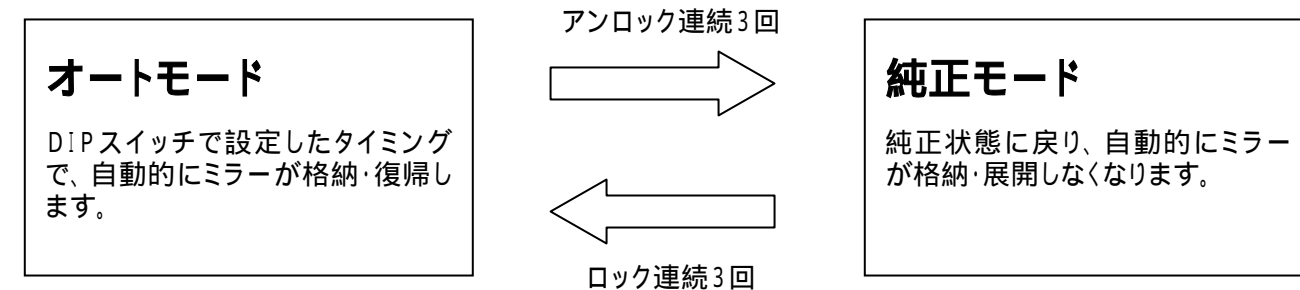 アンロック連続3回
オートモード
DIPスイッチで設定したタイミング
で、自動的にミラーが格納・復帰し
ます。
純正モード
純正状態に戻り、自動的にミラー
が格納・展開しなくなります。
ロック連続3回